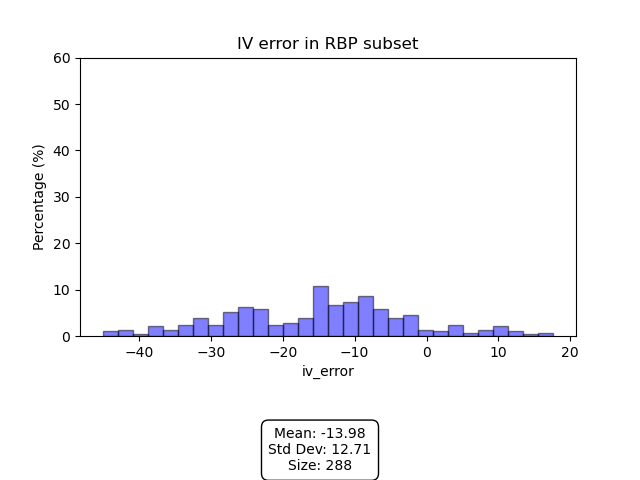 IV error in RBP subset
60
50
40
30
20
10
0
Percentage (%)
−40 −30 −20 −10 0 10 20
iv_error
Mean: -13.98
Std Dev: 12.71
Size: 288